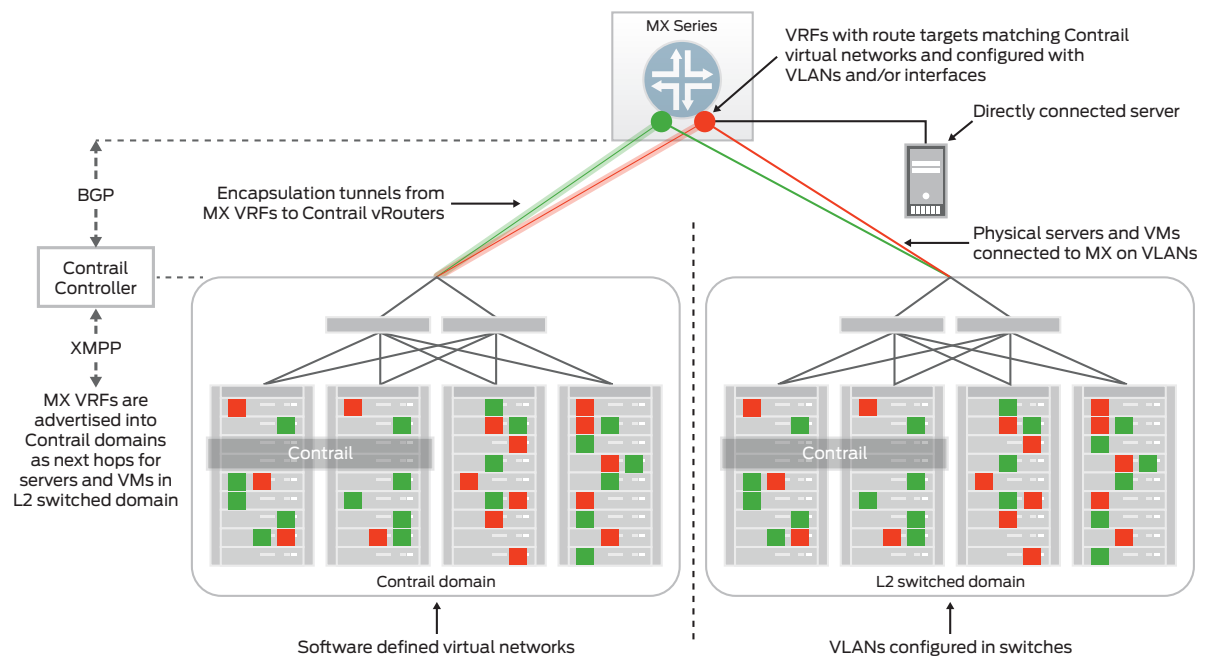 MX Series
VRFs with route targets matching Contrail
virtual networks and configured with
VLANs and/or interfaces
Directly connected server
BGP
Encapsulation tunnels from
MX VRFs to Contrail vRouters
Physical servers and VMs
connected to MX on VLANs
Contrail
Controller
XMPP
MX VRFs are
advertised into
Contrail domains
as next hops for
servers and VMs in
L2 switched domain
Contrail
Contrail
Contrail domain
L2 switched domain
Software defined virtual networks
VLANs configured in switches